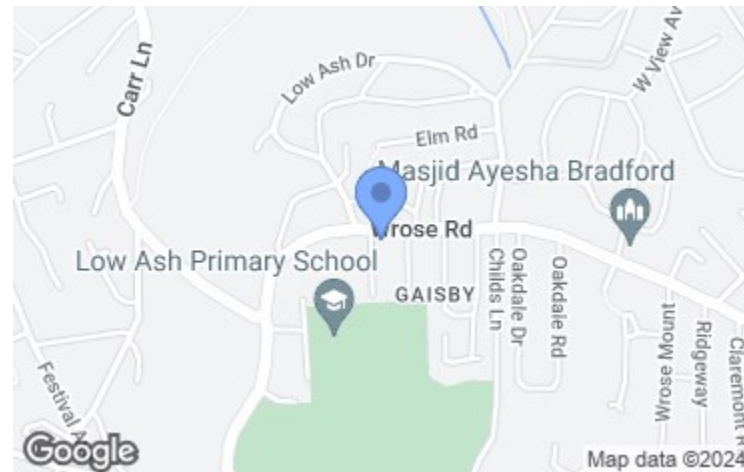 Carr Ln
Low Ash Dr
W View Av
Elm Rd
Masjid Ayesha Bradford
Wrose Rd
Low Ash Primary School
GAISBY
Childs Ln
Oakdale Dr
Oakdale Rd
Wrose Mount
Ridgeway
Claremont
Festival A
Google
Map data ©2024